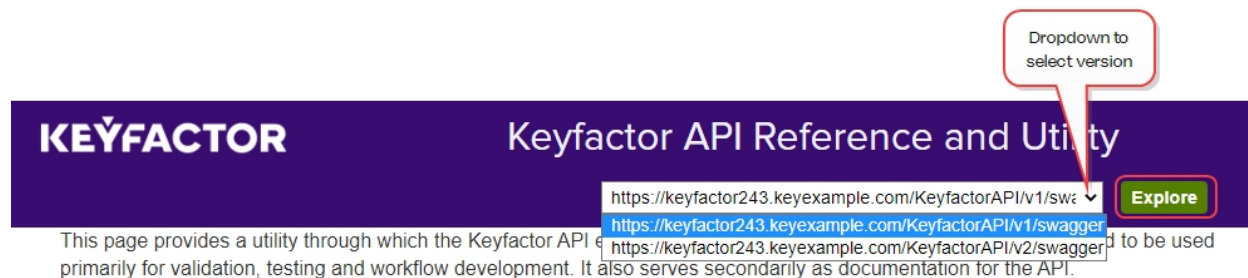 Dropdown to
select version
KEYFACTOR
Keyfactor API Reference and Utility
https://keyfactor243.keyexample.com/KeyfactorAPI/v1/swa
Explore
https://keyfactor243.keyexample.com/KeyfactorAPI/v1/swagger
https://keyfactor243.keyexample.com/KeyfactorAPI/v2/swagger
This page provides a utility through which the Keyfactor API e d to be used
primarily for validation, testing and workflow development. It also serves secondarily as documentation for the API.